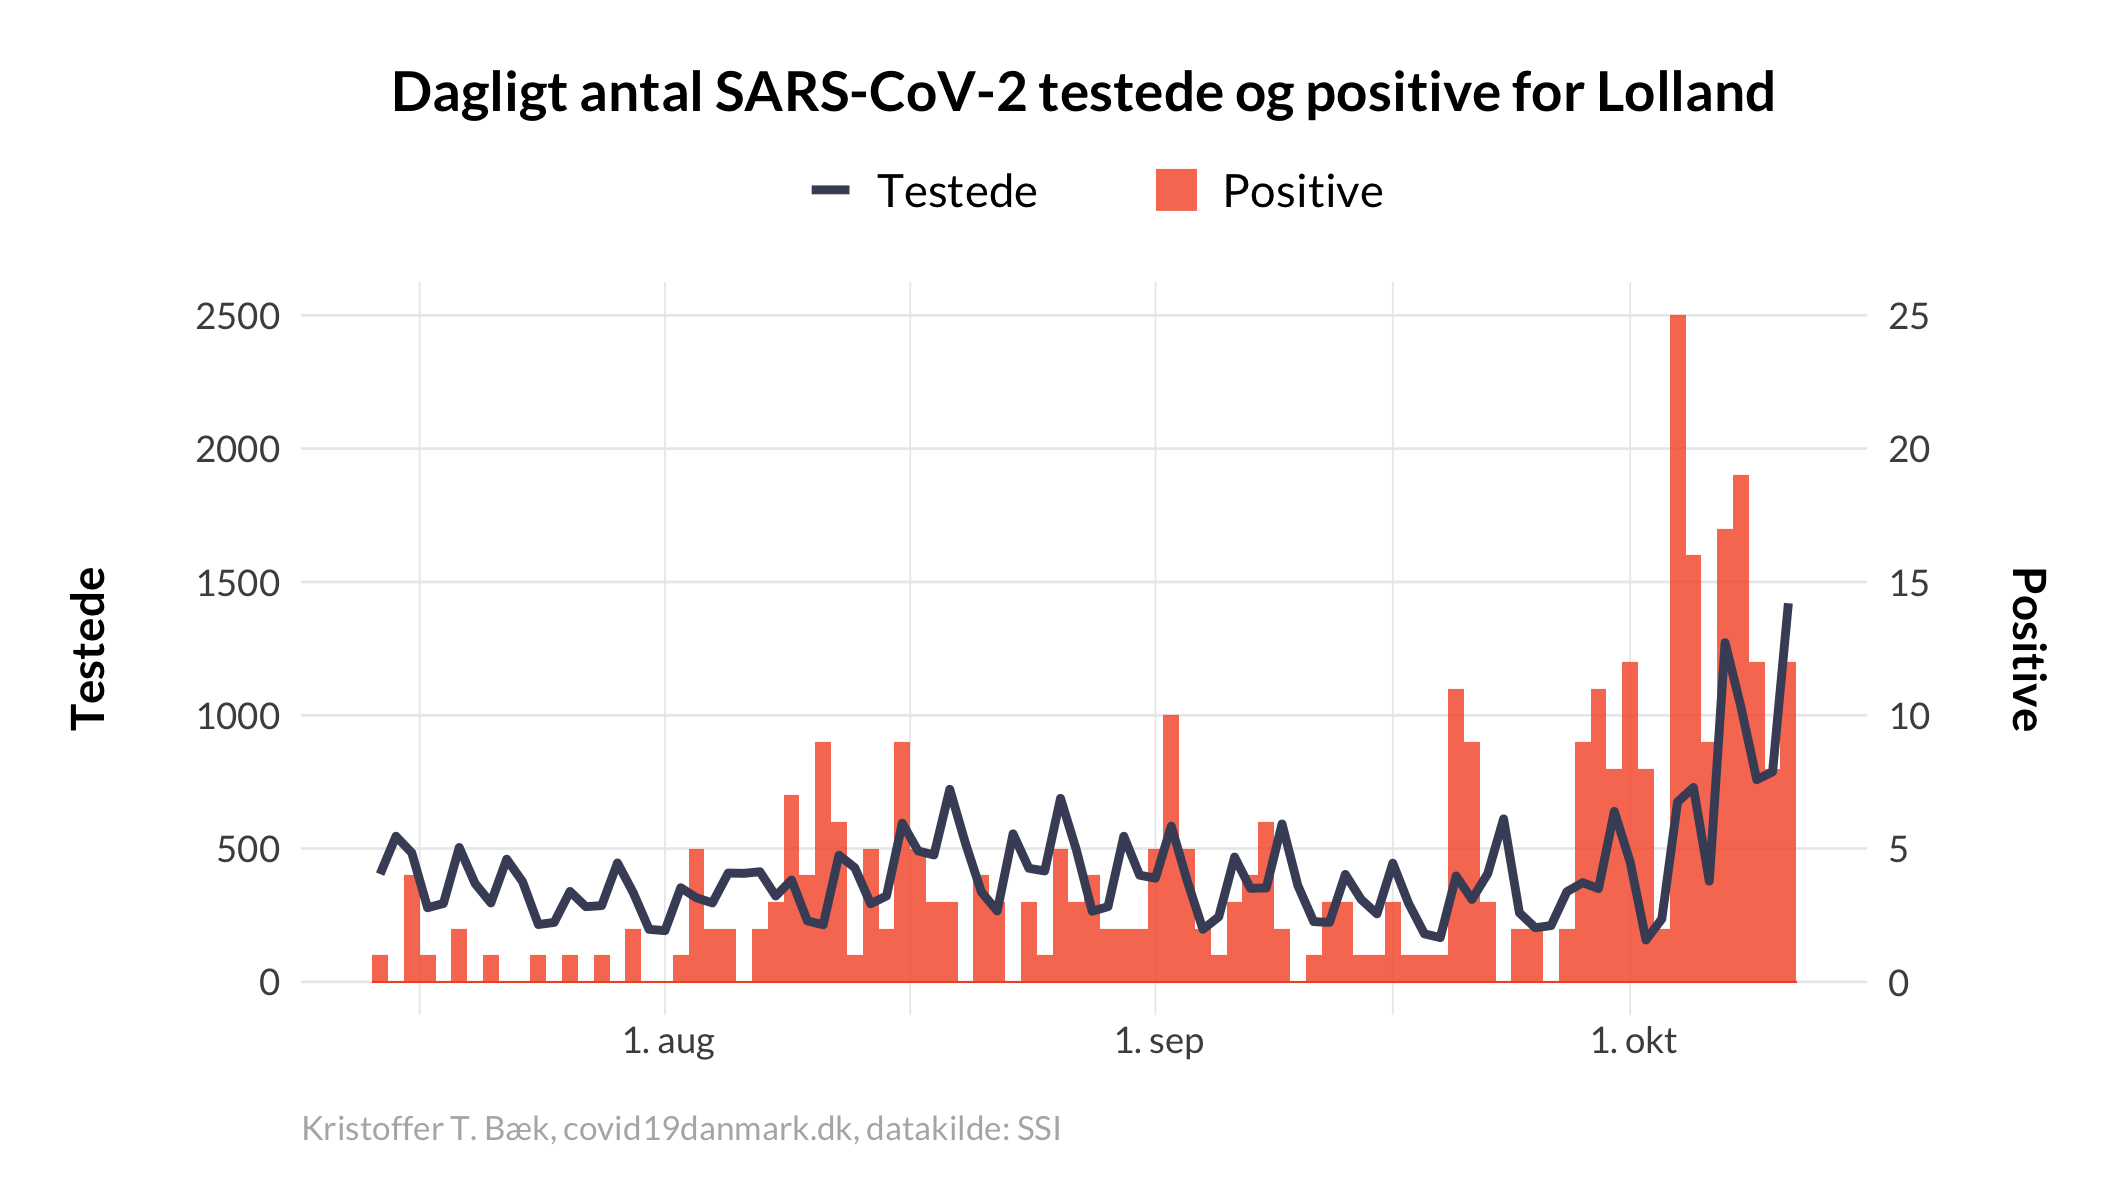 Dagligt antal SARS-CoV-2 testede og positive for Lolland
Testede
Positive
2500
2000
1500
1000
500
0
Testede
25
20
15
10
5
0
Positive
1. aug
1. sep
1. okt
Kristoffer T. Bæk, covid19danmark.dk, datakilde: SSI